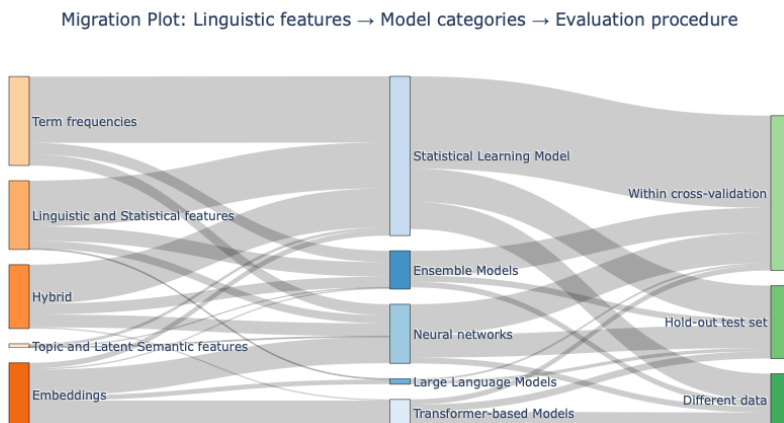 Migration Plot: Linguistic features → Model categories → Evaluation procedure
Term frequencies
Linguistic and Statistical features
Hybrid
Topic and Latent Semantic features
Embeddings
Statistical Learning Model
Ensemble Models
Neural networks
Large Language Models
Transformer-based Models
Within cross-validation
Hold-out test set
Different data